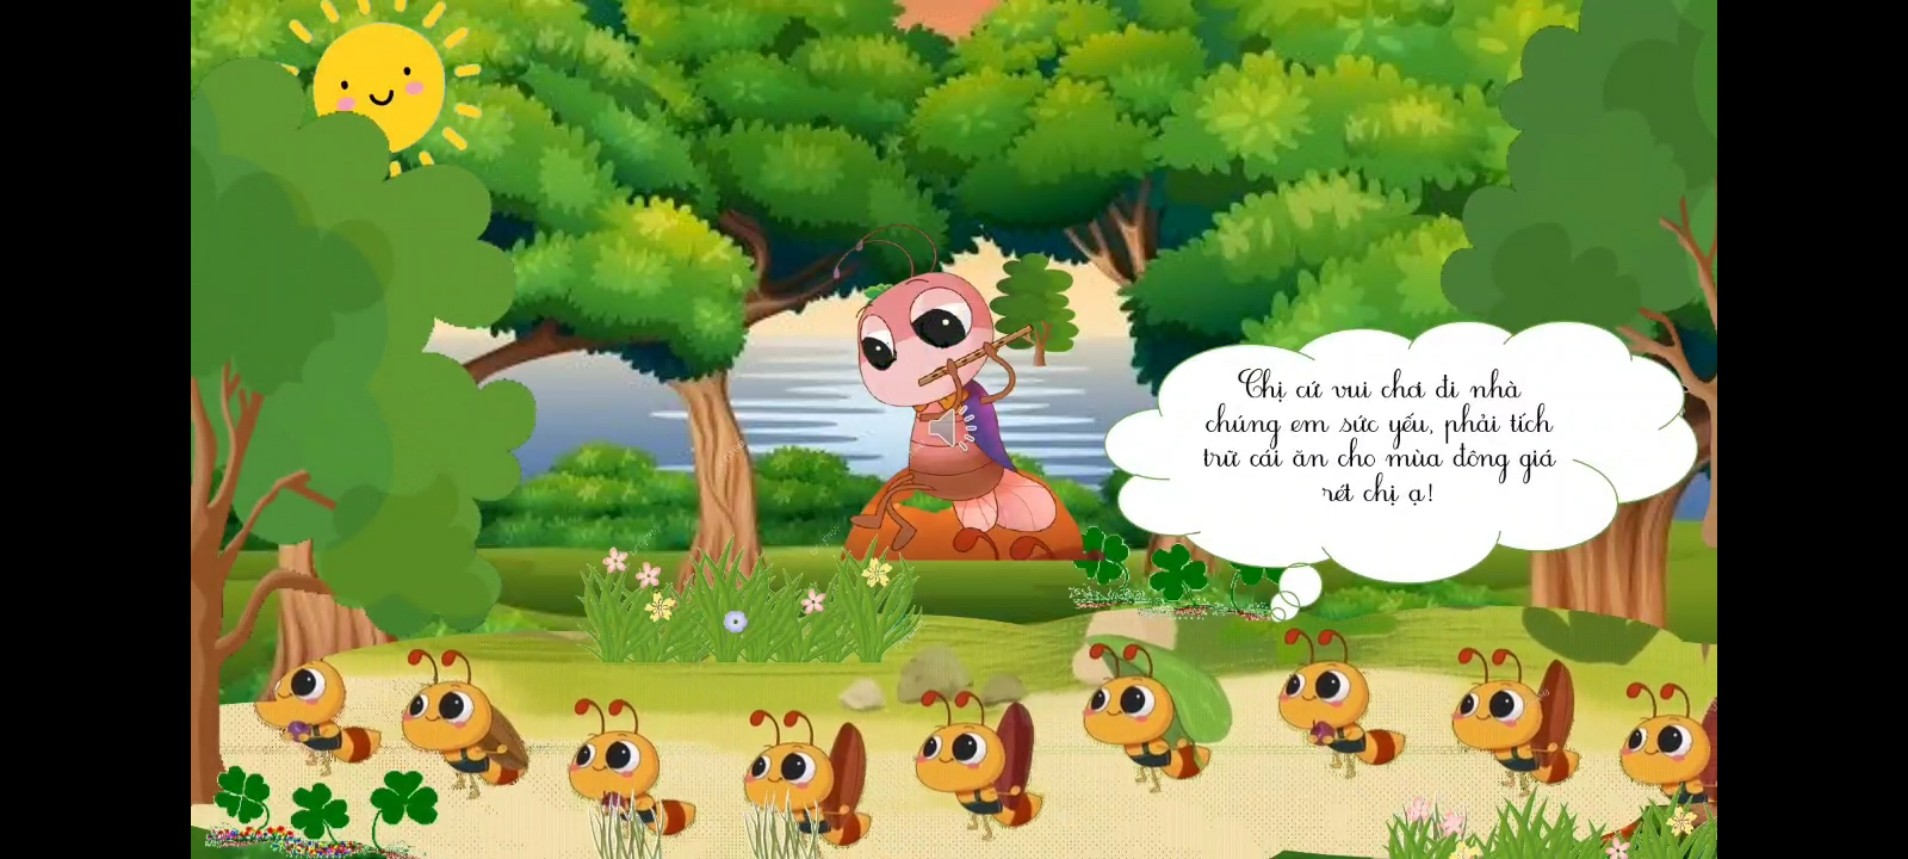 Chị cứ vui chơi đi nhà
chúng em sức yếu, phải tích
trữ cái ăn cho mùa đông giá
rét chị ạ!